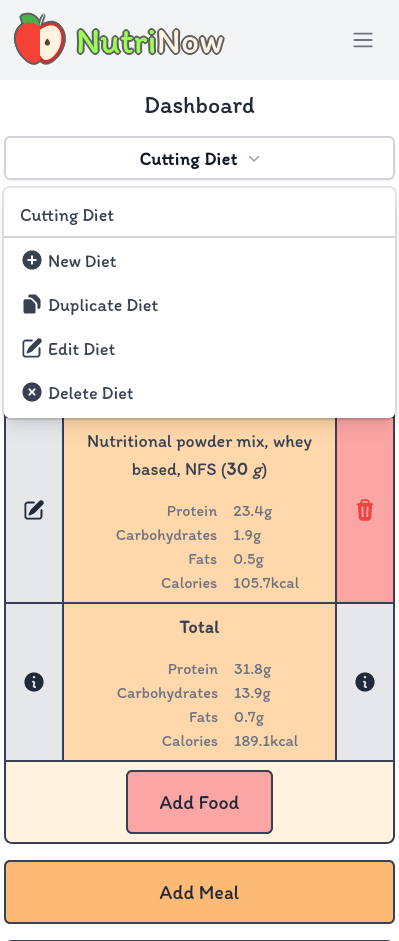 NutriNow
Dashboard
Cutting Diet
Cutting Diet
New Diet
Duplicate Diet
Edit Diet
Delete Diet
Nutritional powder mix, whey
based, NFS (30 g)
Protein 23.4g
Carbohydrates 1.9g
Fats 0.5g
Calories 105.7kcal
Total
Protein 31.8g
Carbohydrates 13.9g
Fats 0.7g
Calories 189.1kcal
Add Food
Add Meal